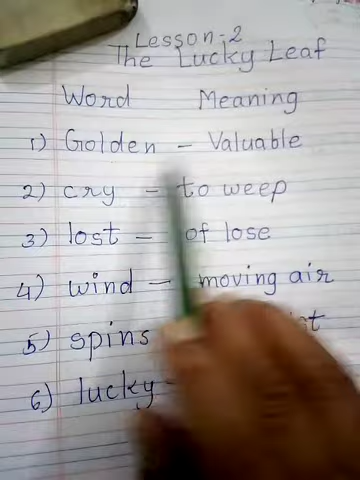 Lesson-2
The Lucky Leaf
Word Meaning
1) Golden - Valuable
2) cry - to weep
3) lost - of lose
4) wind - moving air
5) spins
6) lucky -